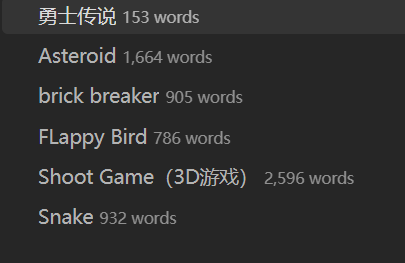 勇士传说 153 words
Asteroid 1,664 words
brick breaker 905 words
FLappy Bird 786 words
Shoot Game（3D游戏） 2,596 words
Snake 932 words